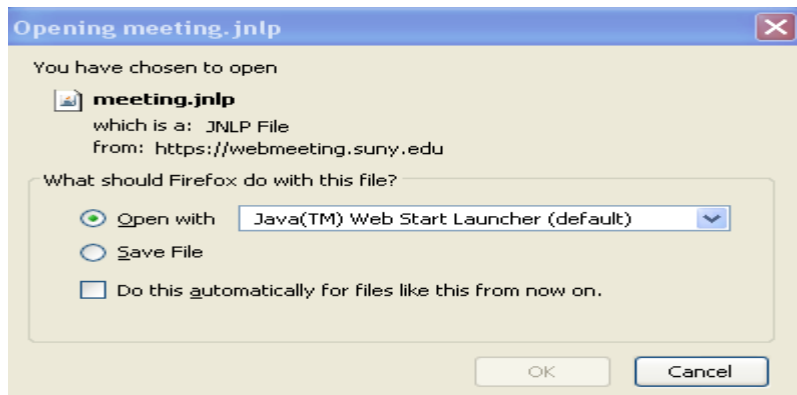 Opening meeting.jnlp
You have chosen to open
meeting.jnlp
which is a: JNLP File
from: https://webmeeting.suny.edu
What should Firefox do with this file?
Open with Java(TM) Web Start Launcher (default)
Save File
Do this automatically for files like this from now on.
OK Cancel